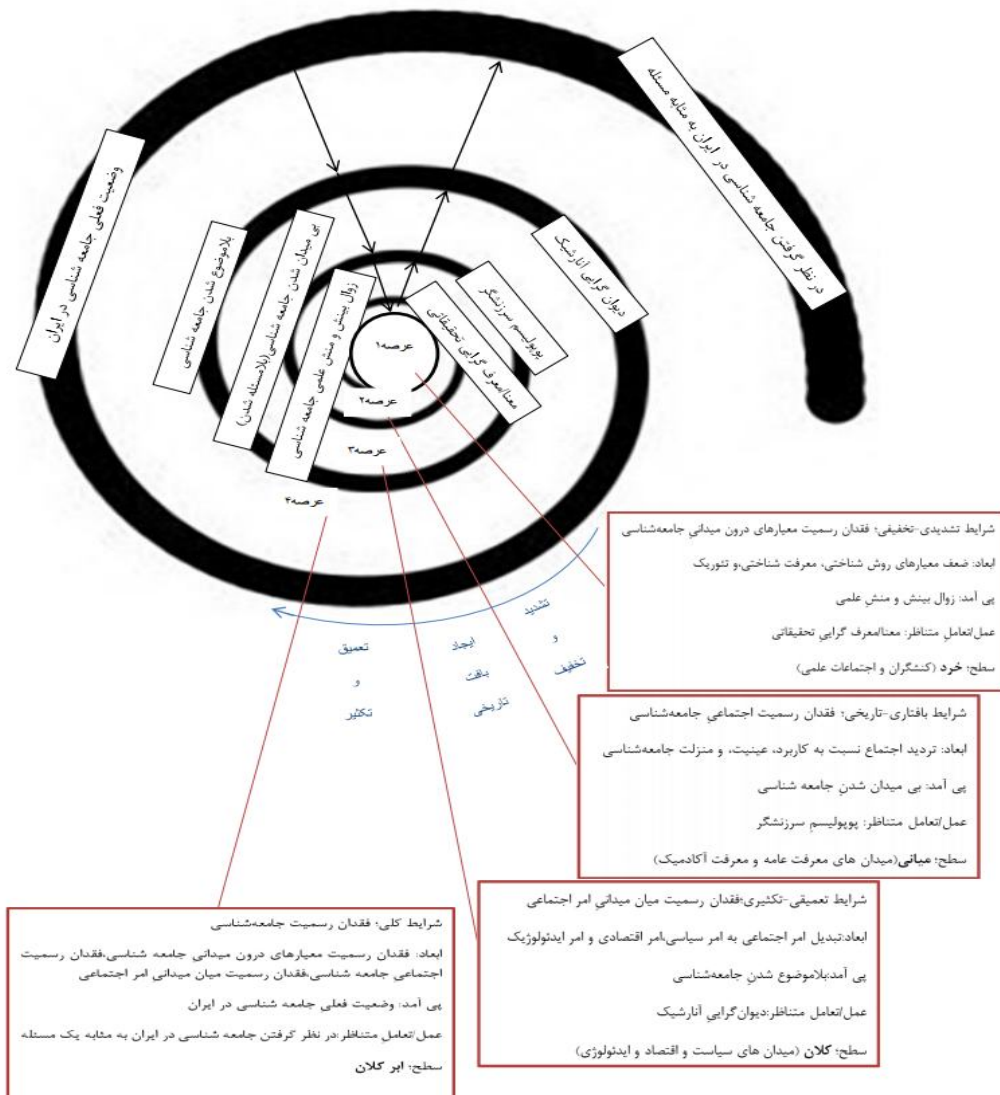 در نظر گرفتن جامعه شناسی در ایران به مثابه مسئله
وضعیت فعلی جامعه شناسی در ایران
بلاموضوع شدن جامعه شناسی
بی میدان شدن جامعه شناسی(بلامسئله شدن)
زوال بینش و منش علمی جامعه شناسی
دیوان گرایی آنارشیک
پوپولیسم سرزنشگر
معنا/معرف گرایی تحقیقاتی
عرصه۱
عرصه۲
عرصه۳
عرصه۴
تشدید
و
تخفیف
ایجاد
بافت
تاریخی
تعمیق
و
تکثیر
شرایط تشدیدی-تخفیفی؛ فقدان رسمیت معیارهای درون میدانیِ جامعه‌شناسی
ابعاد: ضعف معیارهای روش شناختی، معرفت شناختی،و تئوریک
پی آمد: زوال بینش و منشِ علمی
عمل/تعاملِ متناظر: معنا/معرف گراییِ تحقیقاتی
سطح؛ خرد (کنشگران و اجتماعات علمی)
شرایط بافتاری-تاریخی؛ فقدان رسمیت اجتماعیِ جامعه‌شناسی
ابعاد: تردید اجتماع نسبت به کاربرد، عینیت، و منزلت جامعه‌شناسی
پی آمد: بی میدان شدنِ جامعه شناسی
عمل/تعامل متناظر: پوپولیسمِ سرزنشگر
سطح؛ میانی(میدان های معرفت عامه و معرفت آکادمیک)
شرایط تعمیقی-تکثیری؛فقدان رسمیت میان میدانیِ امر اجتماعی
ابعاد:تبدیل امر اجتماعی به امر سیاسی،امر اقتصادی و امر ایدئولوژیک
پی آمد:بلاموضوع شدنِ جامعه‌شناسی
عمل/تعامل متناظر:دیوان‌گراییِ آنارشیک
سطح؛ کلان (میدان های سیاست و اقتصاد و ایدئولوژی)
شرایط کلی؛ فقدان رسمیت جامعه‌شناسی
ابعاد: فقدان رسمیت معیارهای درون میدانی جامعه شناسی،فقدان رسمیت
اجتماعیِ جامعه شناسی،فقدان رسمیت میان میدانیِ امر اجتماعی
پی آمد: وضعیت فعلیِ جامعه شناسی در ایران
عمل/تعاملِ متناظر:در نظر گرفتن جامعه شناسی در ایران به مثابه یک مسئله
سطح؛ ابر کلان